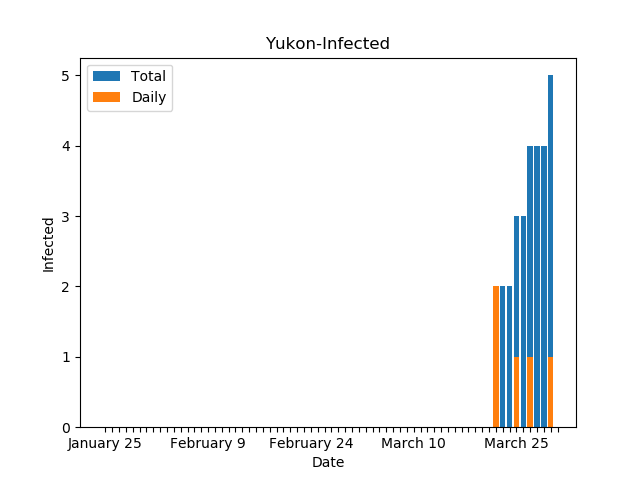 Yukon-Infected
Total
Daily
5
4
3
2
1
0
Infected
January 25 February 9 February 24 March 10 March 25
Date